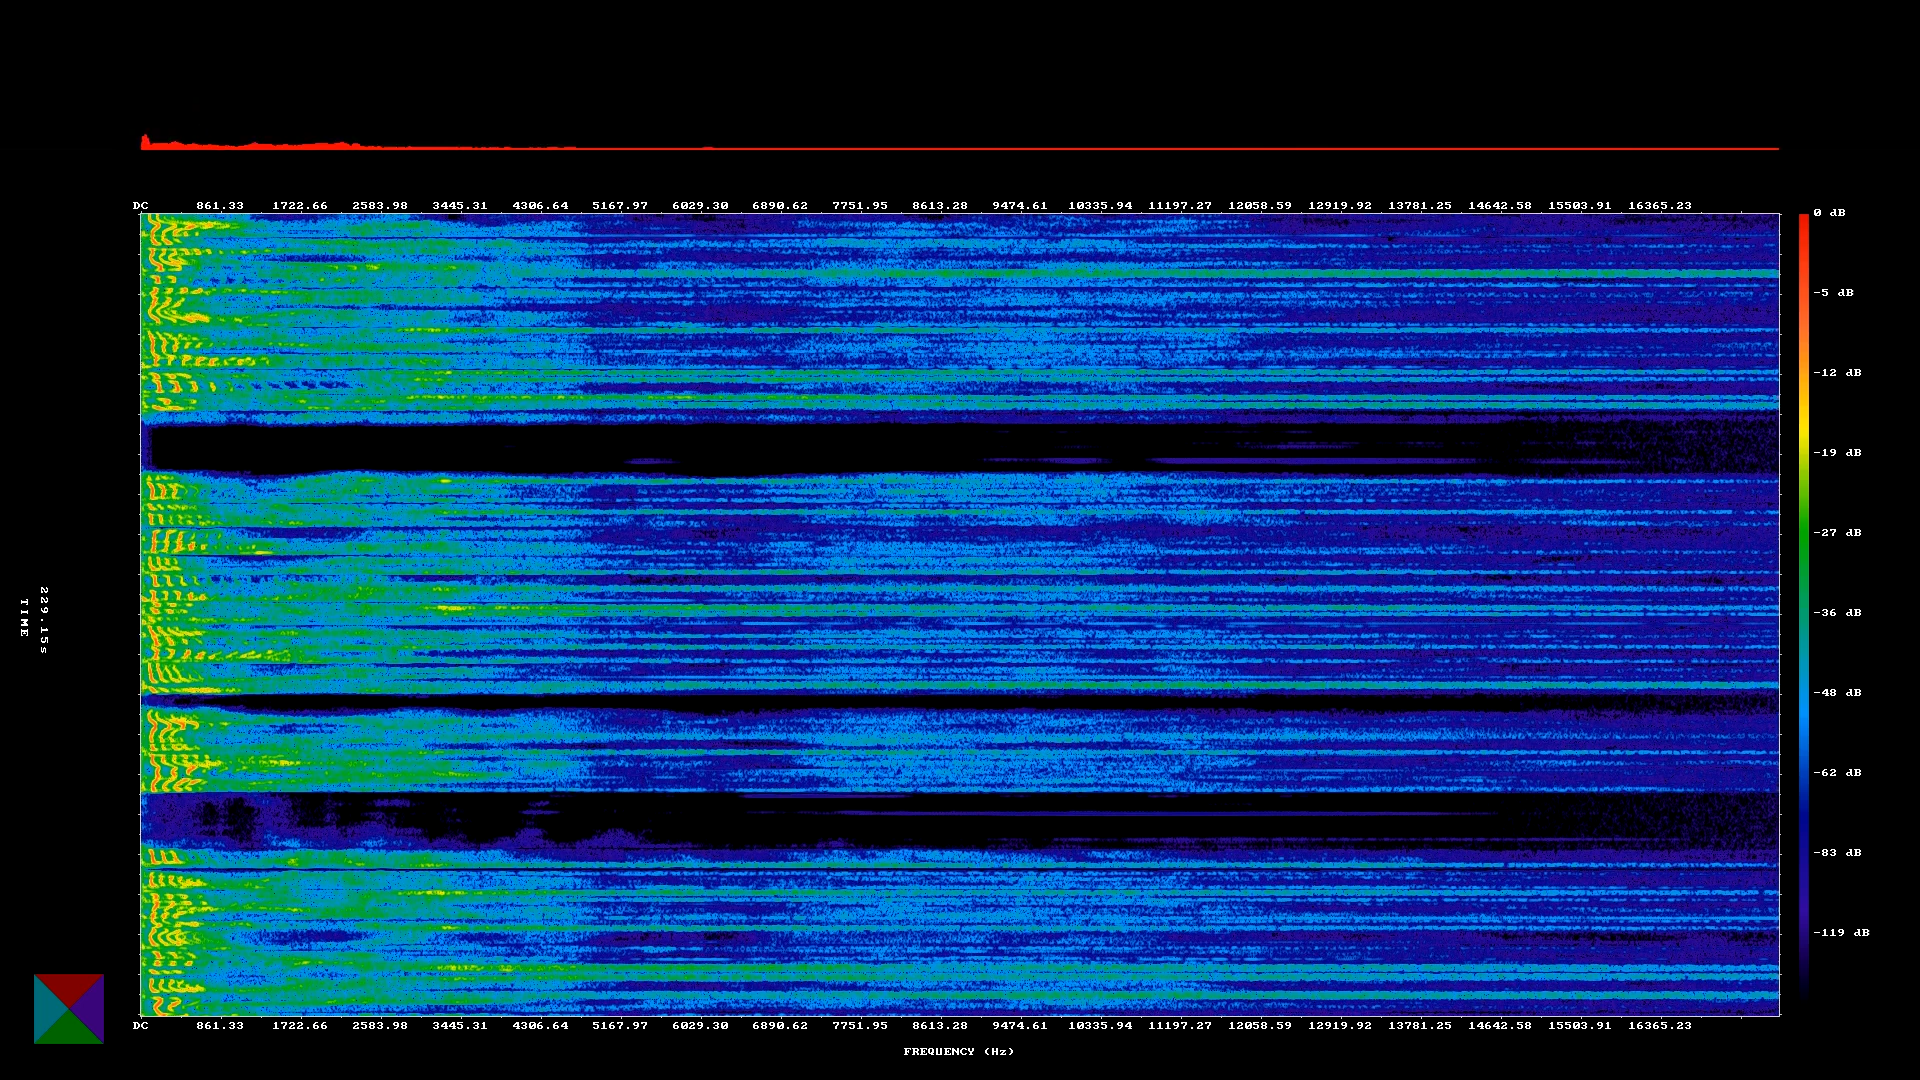 DC 861.33 1722.66 2583.98 3445.31 4306.64 5167.97 6029.30 6890.62 7751.95 8613.28 9474.61 10335.94 11197.27 12058.59 12919.92 13781.25 14642.58 15503.91 16365.23
0 dB
-5 dB
-12 dB
-19 dB
-27 dB
-36 dB
-48 dB
-62 dB
-83 dB
-119 dB
229.15s
TIME
DC 861.33 1722.66 2583.98 3445.31 4306.64 5167.97 6029.30 6890.62 7751.95 8613.28 9474.61 10335.94 11197.27 12058.59 12919.92 13781.25 14642.58 15503.91 16365.23
FREQUENCY (Hz)